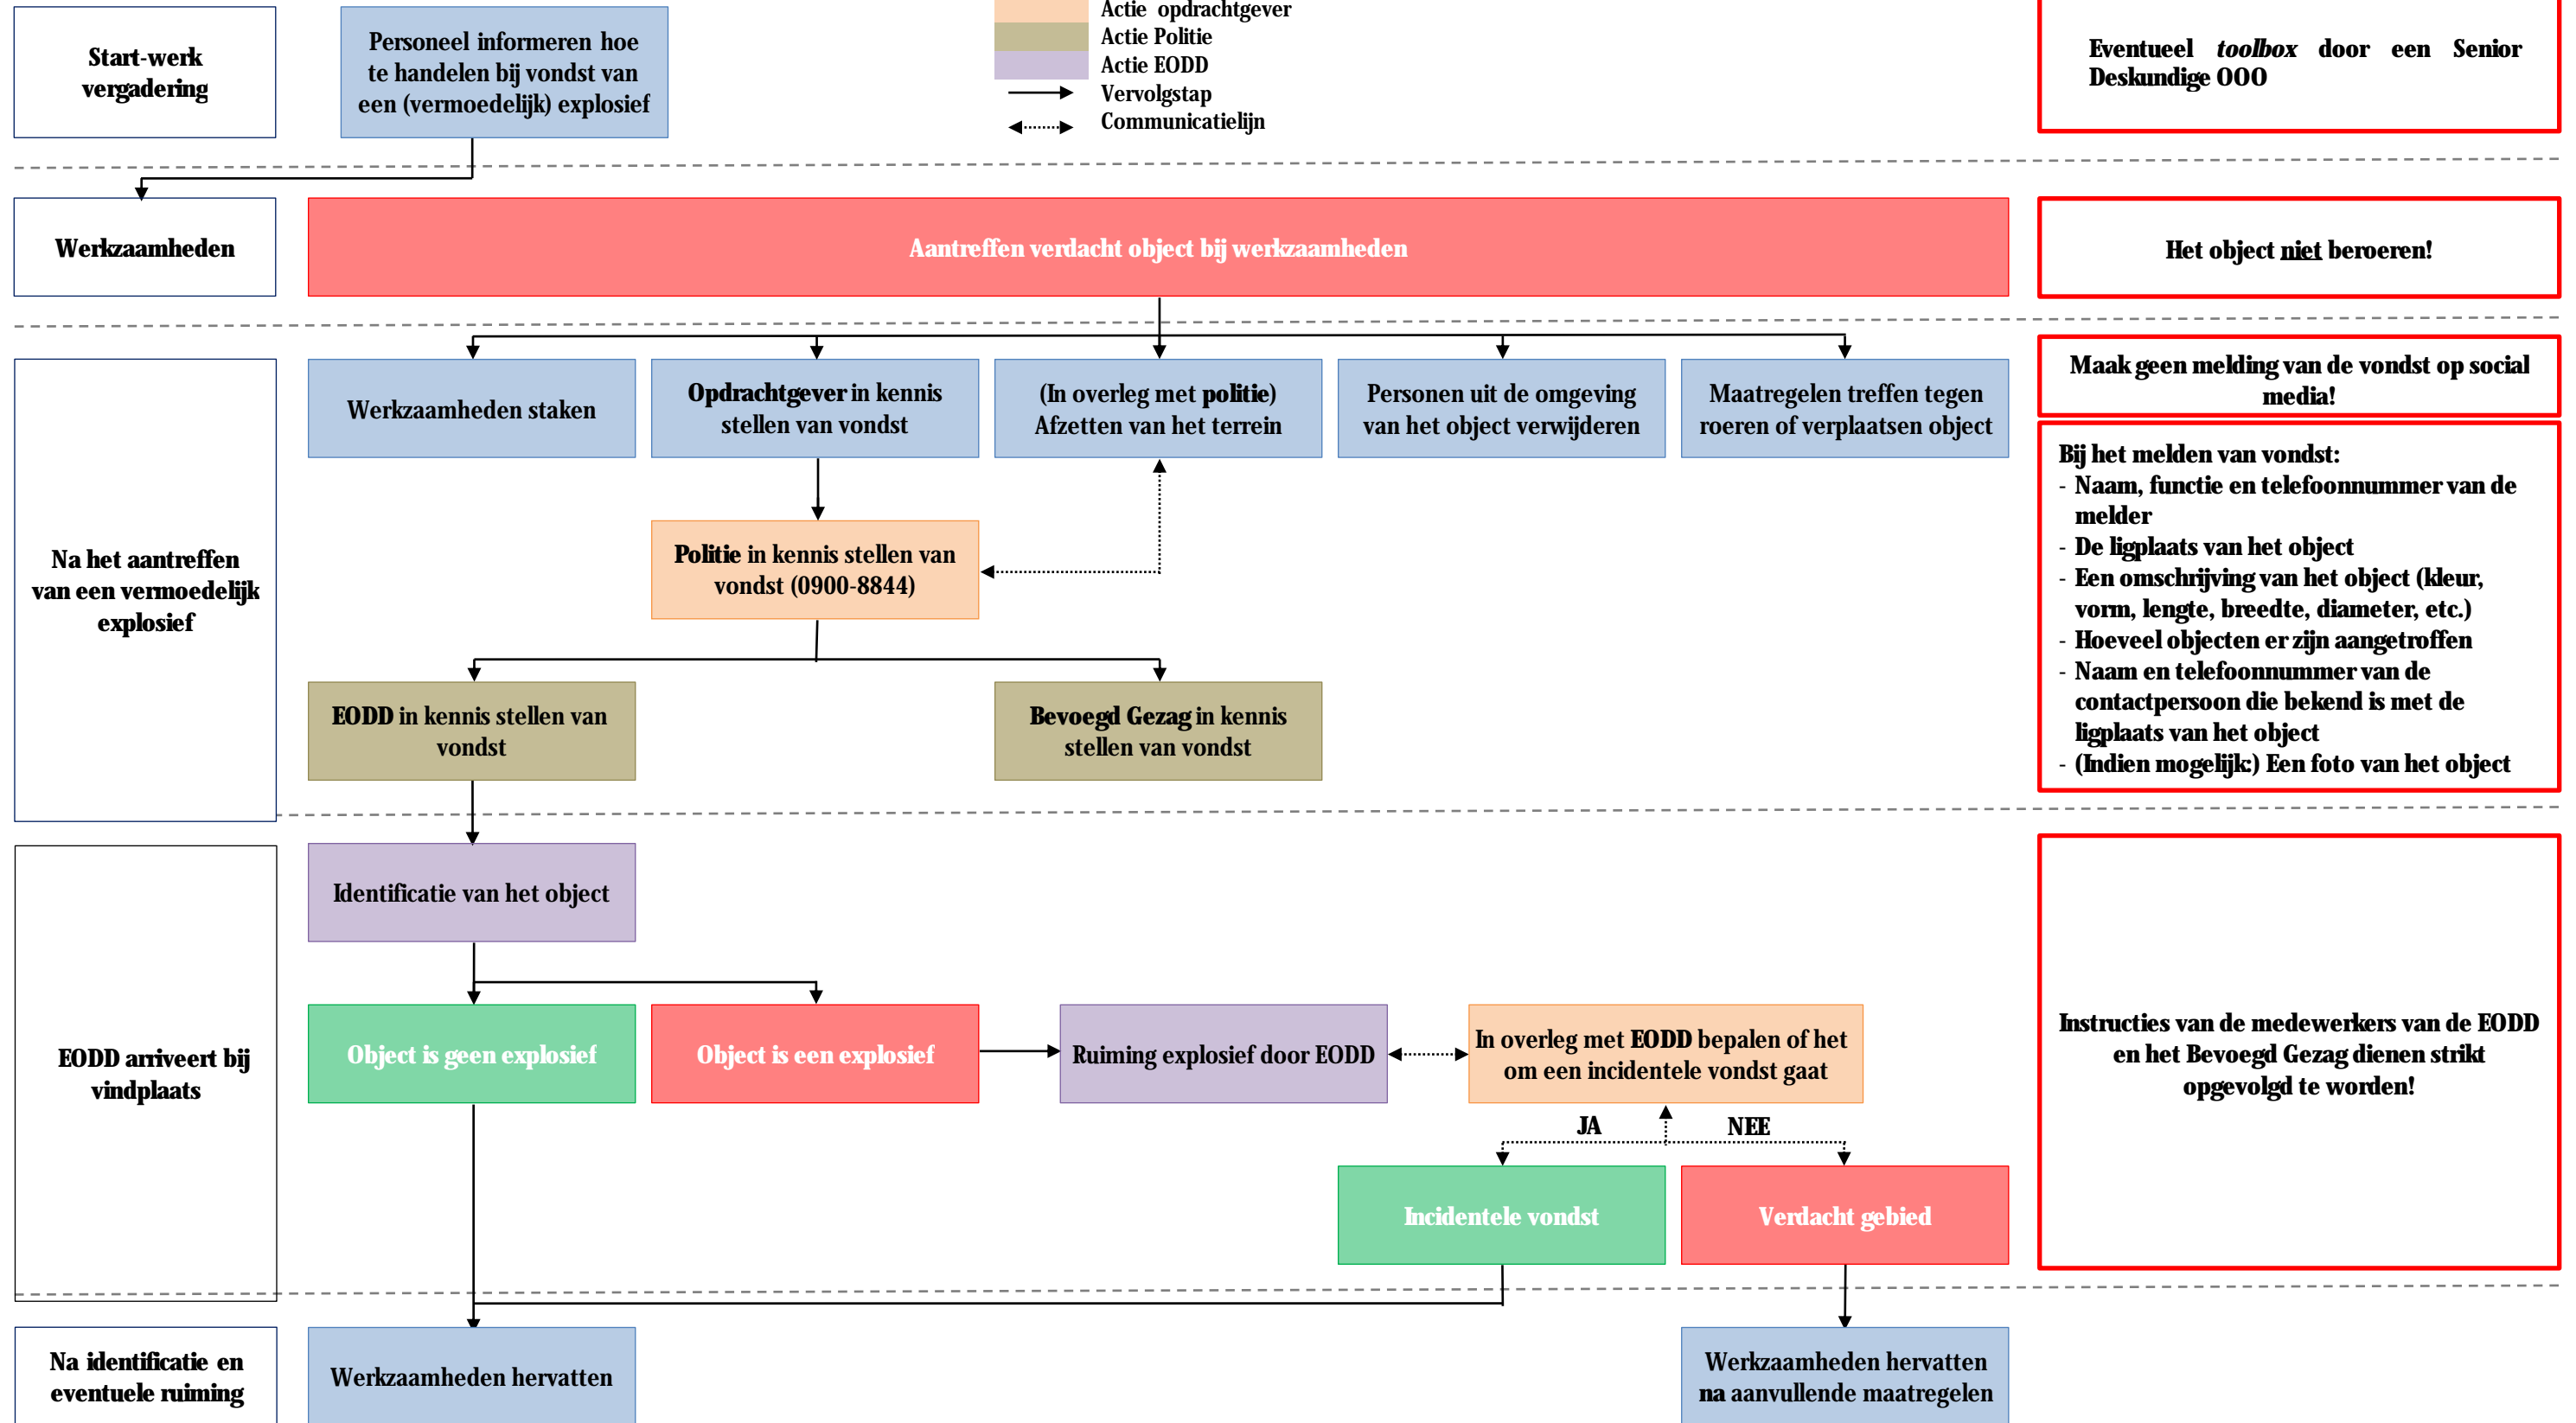 Start-werk
vergadering
Personeel informeren hoe
te handelen bij vondst van
een (vermoedelijk) explosief
Actie opdrachtgever
Actie Politie
Actie EODD
Vervolgstap
Communicatielijn
Eventueel toolbox door een Senior
Deskundige OOO
Werkzaamheden
Aantreffen verdacht object bij werkzaamheden
Het object niet beroeren!
Na het aantreffen
van een vermoedelijk
explosief
Werkzaamheden staken
Opdrachtgever in kennis
stellen van vondst
(In overleg met politie)
Afzetten van het terrein
Personen uit de omgeving
van het object verwijderen
Maatregelen treffen tegen
roeren of verplaatsen object
Maak geen melding van de vondst op social
media!
Politie in kennis stellen van
vondst (0900-8844)
EODD in kennis stellen van
vondst
Bevoegd Gezag in kennis
stellen van vondst
Bij het melden van vondst:
- Naam, functie en telefoonnummer van de
melder
- De ligplaats van het object
- Een omschrijving van het object (kleur,
vorm, lengte, breedte, diameter, etc.)
- Hoeveel objecten er zijn aangetroffen
- Naam en telefoonnummer van de
contactpersoon die bekend is met de
ligplaats van het object
- (Indien mogelijk:) Een foto van het object
EODD arriveert bij
vindplaats
Identificatie van het object
Object is geen explosief
Object is een explosief
Ruiming explosief door EODD
In overleg met EODD bepalen of het
om een incidentele vondst gaat
JA
NEE
Incidentele vondst
Verdacht gebied
Instructies van de medewerkers van de EODD
en het Bevoegd Gezag dienen strikt
opgevolgd te worden!
Na identificatie en
eventuele ruiming
Werkzaamheden hervatten
Werkzaamheden hervatten
na aanvullende maatregelen